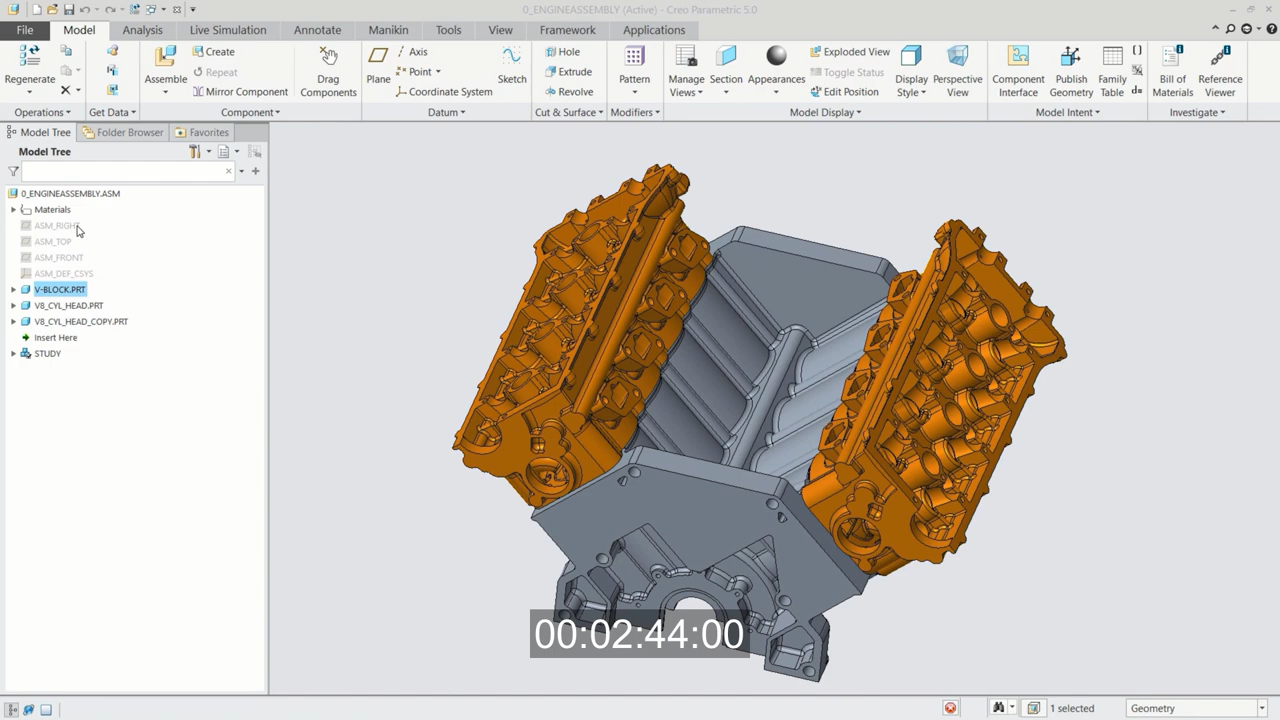 0_ENGINEASSEMBLY (Active) - Creo Parametric 5.0
File Model Analysis Live Simulation Annotate Manikin Tools View Framework Applications
Regenerate
Operations
Get Data
Assemble
Create
Repeat
Mirror Component
Drag Components
Component
Plane
Axis
Point
Coordinate System
Sketch
Datum
Hole
Extrude
Revolve
Cut & Surface
Pattern
Modifiers
Manage Views
Section
Appearances
Exploded View
Toggle Status
Edit Position
Display Style
Perspective View
Model Display
Component Interface
Publish Geometry
Family Table
Model Intent
Bill of Materials
Reference Viewer
Investigate
Model Tree Folder Browser Favorites
Model Tree
0_ENGINEASSEMBLY.ASM
Materials
ASM_RIGHT
ASM_TOP
ASM_FRONT
ASM_DEF_CSYS
V-BLOCK.PRT
V8_CYL_HEAD.PRT
V8_CYL_HEAD_COPY.PRT
Insert Here
STUDY
00:02:44:00
1 selected
Geometry